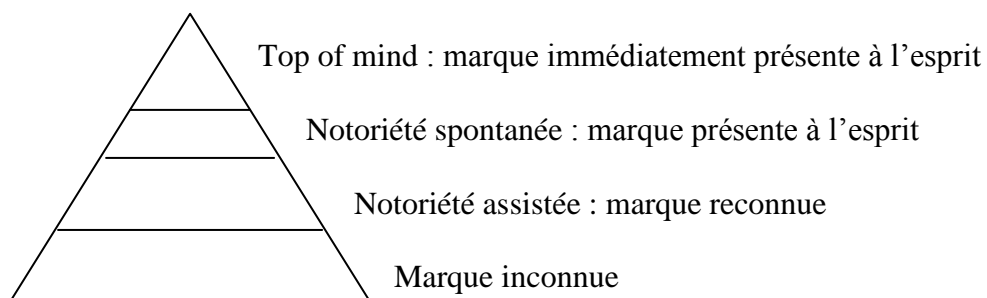 Top of mind : marque immédiatement présente à l’esprit
Notoriété spontanée : marque présente à l’esprit
Notoriété assistée : marque reconnue
Marque inconnue